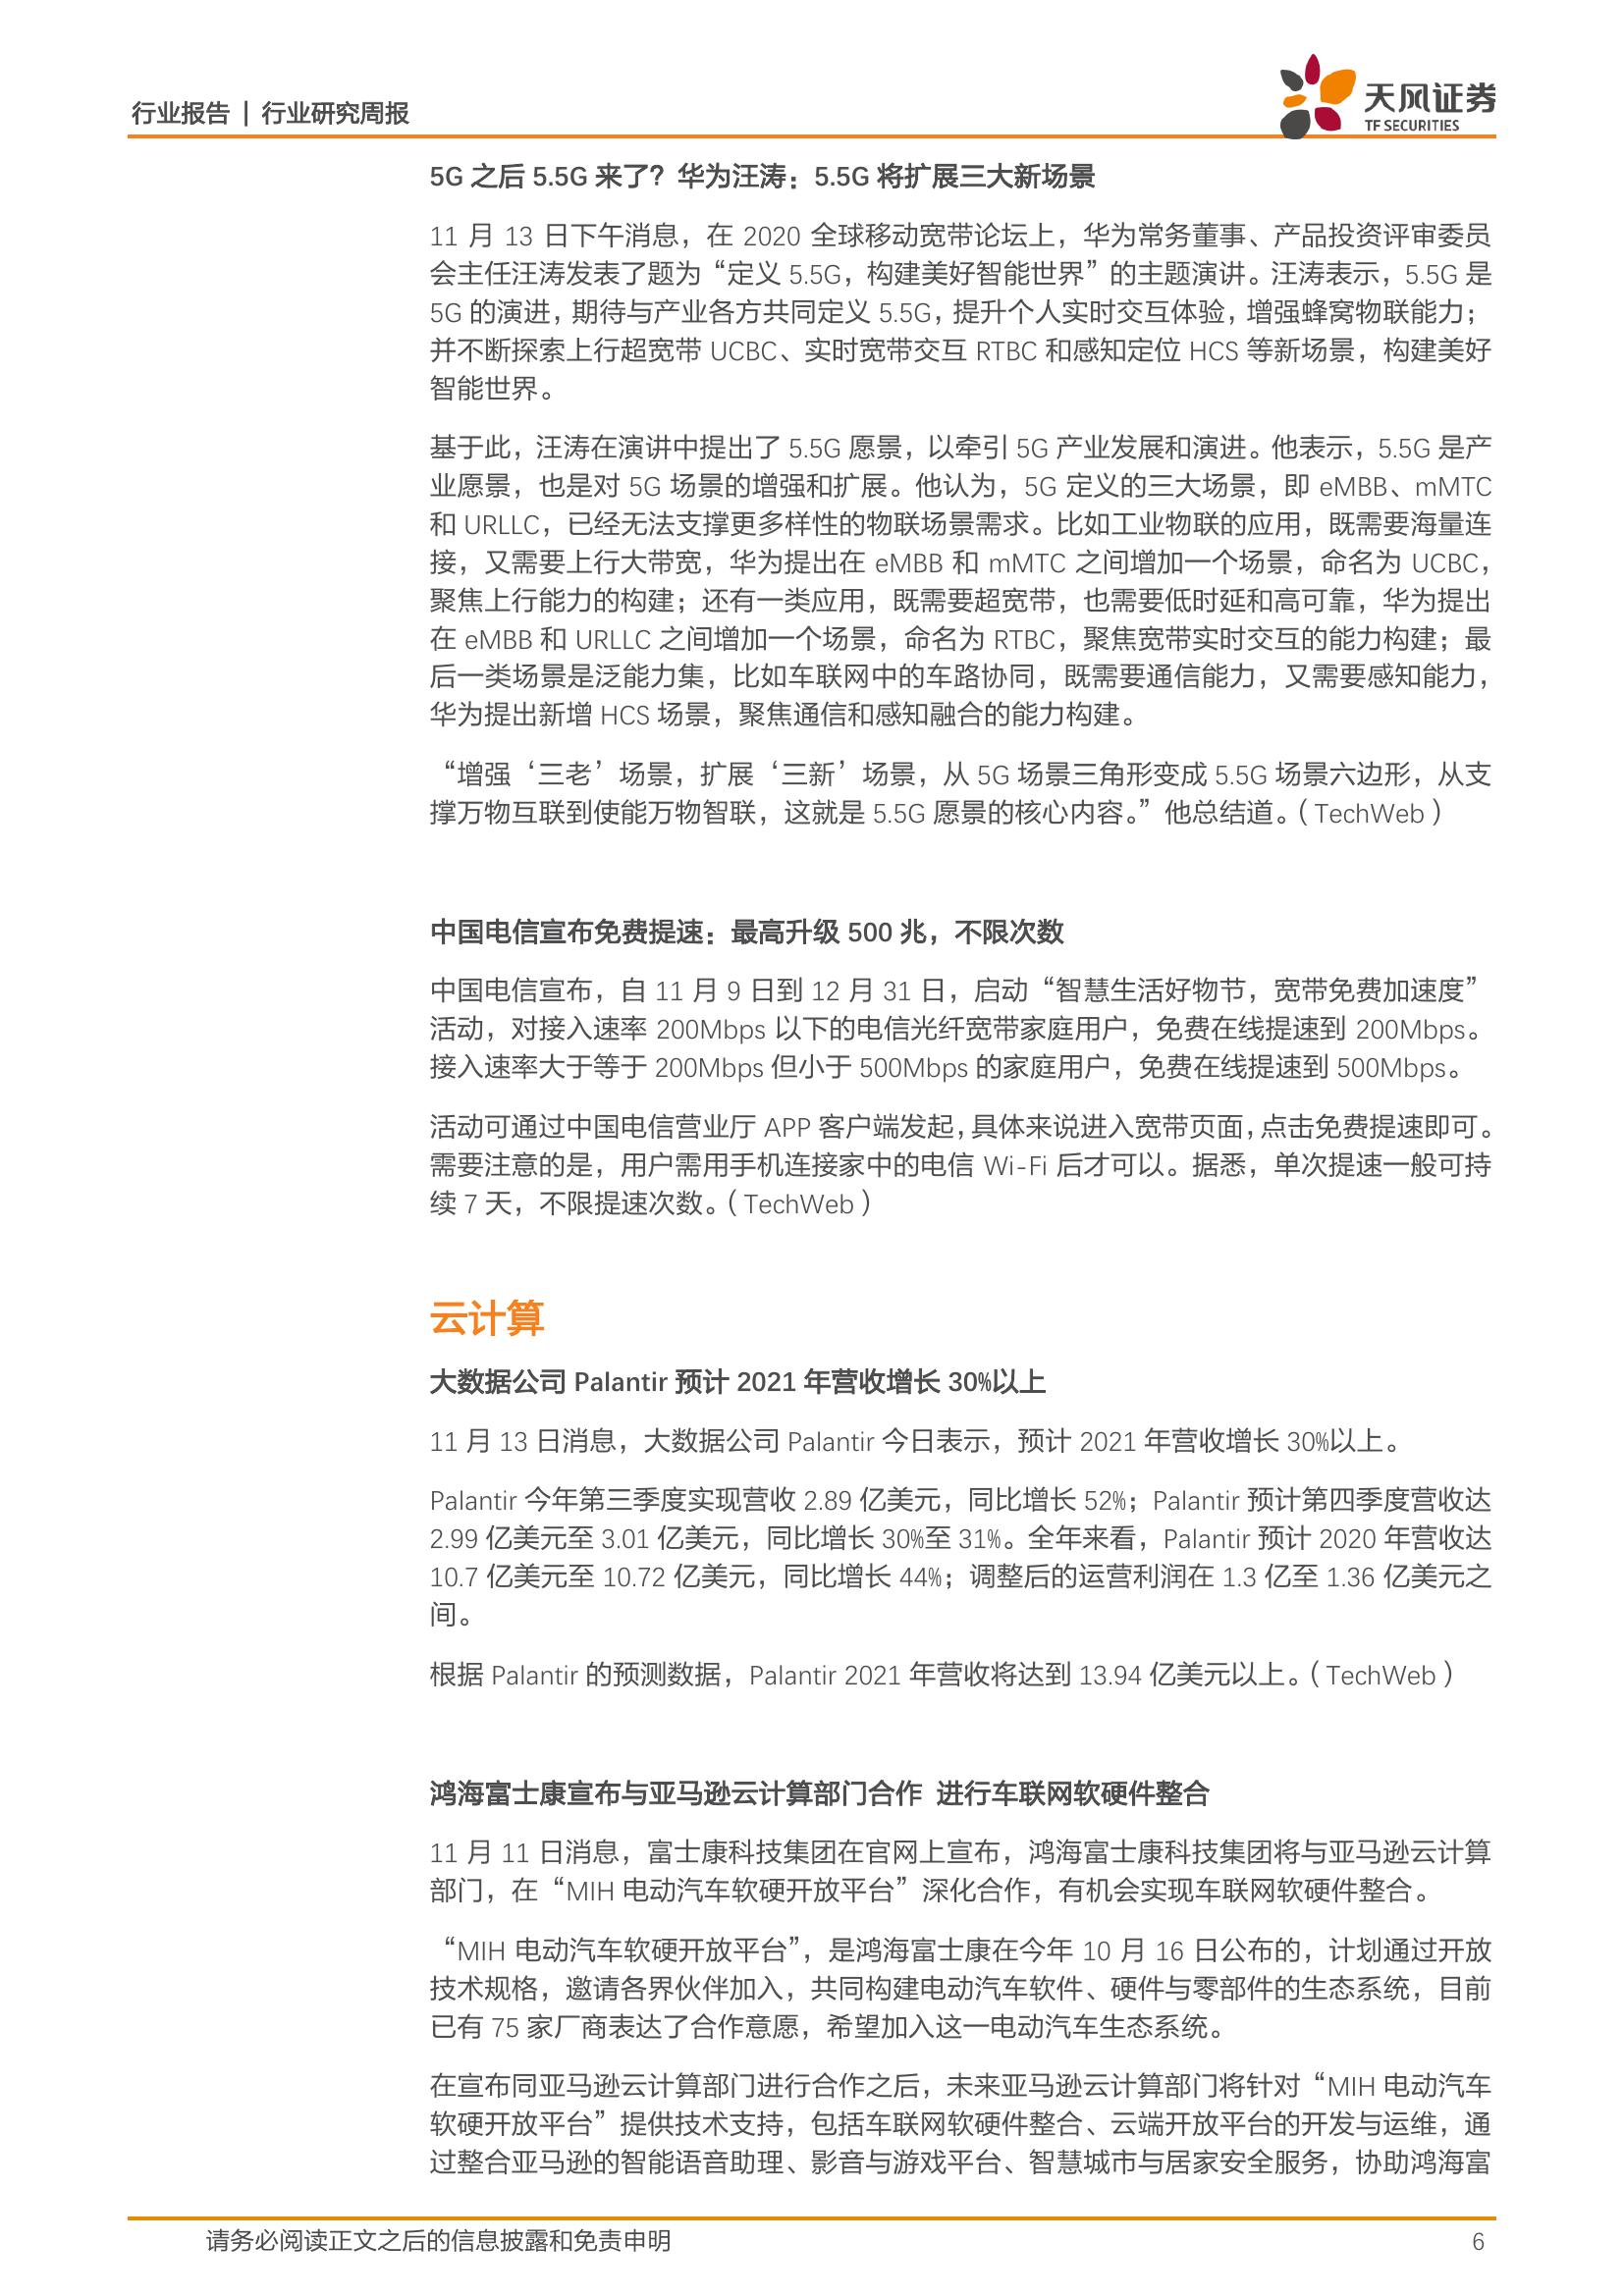 行业报告 | 行业研究周报
天风证券
TF SECURITIES
5G 之后 5.5G 来了？华为汪涛：5.5G 将扩展三大新场景
11 月 13 日下午消息，在 2020 全球移动宽带论坛上，华为常务董事、产品投资评审委员
会主任汪涛发表了题为“定义 5.5G，构建美好智能世界”的主题演讲。汪涛表示，5.5G 是
5G 的演进，期待与产业各方共同定义 5.5G，提升个人实时交互体验，增强蜂窝物联能力；
并不断探索上行超宽带 UCBC、实时宽带交互 RTBC 和感知定位 HCS 等新场景，构建美好
智能世界。
基于此，汪涛在演讲中提出了 5.5G 愿景，以牵引 5G 产业发展和演进。他表示，5.5G 是产
业愿景，也是对 5G 场景的增强和扩展。他认为，5G 定义的三大场景，即 eMBB、mMTC
和 URLLC，已经无法支撑更多样性的物联场景需求。比如工业物联的应用，既需要海量连
接，又需要上行大带宽，华为提出在 eMBB 和 mMTC 之间增加一个场景，命名为 UCBC，
聚焦上行能力的构建；还有一类应用，既需要超宽带，也需要低时延和高可靠，华为提出
在 eMBB 和 URLLC 之间增加一个场景，命名为 RTBC，聚焦宽带实时交互的能力构建；最
后一类场景是泛能力集，比如车联网中的车路协同，既需要通信能力，又需要感知能力，
华为提出新增 HCS 场景，聚焦通信和感知融合的能力构建。
“增强‘三老’场景，扩展‘三新’场景，从 5G 场景三角形变成 5.5G 场景六边形，从支
撑万物互联到使能万物智联，这就是 5.5G 愿景的核心内容。”他总结道。（TechWeb）
中国电信宣布免费提速：最高升级 500 兆，不限次数
中国电信宣布，自 11 月 9 日到 12 月 31 日，启动“智慧生活好物节，宽带免费加速度”
活动，对接入速率 200Mbps 以下的电信光纤宽带家庭用户，免费在线提速到 200Mbps。
接入速率大于等于 200Mbps 但小于 500Mbps 的家庭用户，免费在线提速到 500Mbps。
活动可通过中国电信营业厅 APP 客户端发起，具体来说进入宽带页面，点击免费提速即可。
需要注意的是，用户需用手机连接家中的电信 Wi-Fi 后才可以。据悉，单次提速一般可持
续 7 天，不限提速次数。（TechWeb）
云计算
大数据公司 Palantir 预计 2021 年营收增长 30%以上
11 月 13 日消息，大数据公司 Palantir 今日表示，预计 2021 年营收增长 30%以上。
Palantir 今年第三季度实现营收 2.89 亿美元，同比增长 52%；Palantir 预计第四季度营收达
2.99 亿美元至 3.01 亿美元，同比增长 30%至 31%。全年来看，Palantir 预计 2020 年营收达
10.7 亿美元至 10.72 亿美元，同比增长 44%；调整后的运营利润在 1.3 亿至 1.36 亿美元之
间。
根据 Palantir 的预测数据，Palantir 2021 年营收将达到 13.94 亿美元以上。（TechWeb）
鸿海富士康宣布与亚马逊云计算部门合作 进行车联网软硬件整合
11 月 11 日消息，富士康科技集团在官网上宣布，鸿海富士康科技集团将与亚马逊云计算
部门，在“MIH 电动汽车软硬开放平台”深化合作，有机会实现车联网软硬件整合。
“MIH 电动汽车软硬开放平台”，是鸿海富士康在今年 10 月 16 日公布的，计划通过开放
技术规格，邀请各界伙伴加入，共同构建电动汽车软件、硬件与零部件的生态系统，目前
已有 75 家厂商表达了合作意愿，希望加入这一电动汽车生态系统。
在宣布同亚马逊云计算部门进行合作之后，未来亚马逊云计算部门将针对“MIH 电动汽车
软硬开放平台”提供技术支持，包括车联网软硬件整合、云端开放平台的开发与运维，通
过整合亚马逊的智能语音助理、影音与游戏平台、智慧城市与居家安全服务，协助鸿海富
请务必阅读正文之后的信息披露和免责申明
6